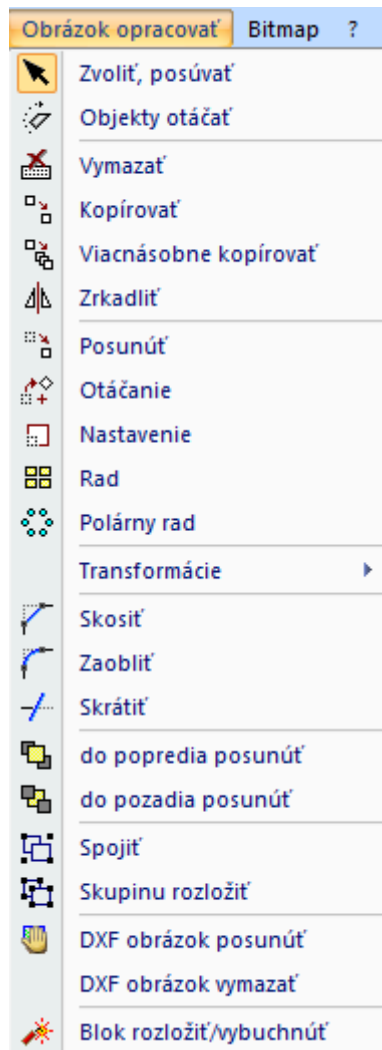 Obrázok opracovať Bitmap ?
Zvoliť, posúvať
Objekty otáčať
Vymazať
Kopírovať
Viacnásobne kopírovať
Zrkadliť
Posunúť
Otáčanie
Nastavenie
Rad
Polárny rad
Transformácie
Skosiť
Zaobliť
Skrátiť
do popredia posunúť
do pozadia posunúť
Spojiť
Skupinu rozložiť
DXF obrázok posunúť
DXF obrázok vymazať
Blok rozložiť/vybuchnúť